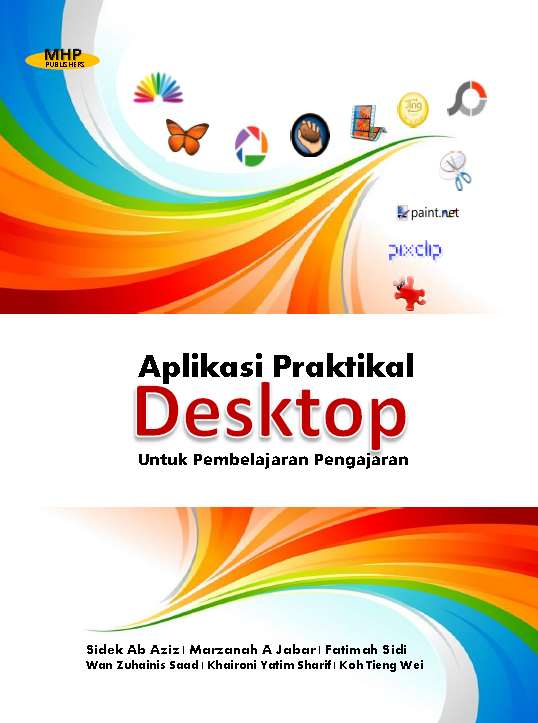 MHP
PUBLISHERS
Jing
paint.net
pixclip
Aplikasi Praktikal
Desktop
Untuk Pembelajaran Pengajaran
Sidek Ab Aziz | Marzanah A Jabar | Fatimah Sidi
Wan Zuhainis Saad | Khaironi Yatim Sharif | Koh Tieng Wei